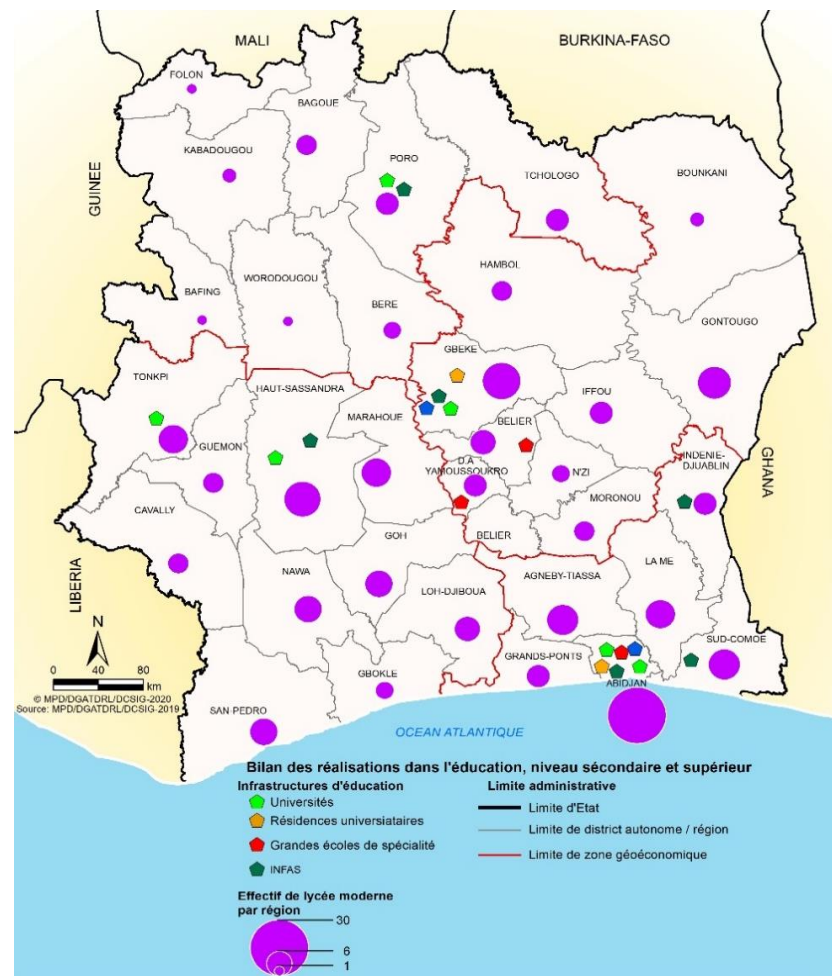 MALI
BURKINA-FASO
FOLON
BAGOUE
KABADOUGOU
PORO
TCHOLOGO
BOUNKANI
GUINEE
HAMBOL
WORODOUGOU
BAFING
BERE
GONTOUGO
GBEKE
TONKPI
HAUT-SASSANDRA
IFFOU
MARAHOUE
BELIER
GUEMON
D.A
YAMOUSSOUKRO
N'ZI
INDENIE-
DJUABLIN
GHANA
CAVALLY
MORONOU
BELIER
GOH
LA ME
NAWA
AGNEBY-TIASSA
LOH-DJIBOUA
LIBERIA
SUD-COMOE
GRANDS-PONTS
GBOKLE
ABIDJAN
N
0 40 80
km
© MPD/DGATDRL/DCSIG-2020
Source: MPD/DGATDRL/DCSIG-2019
SAN-PEDRO
OCEAN ATLANTIQUE
Bilan des réalisations dans l'éducation, niveau sécondaire et supérieur
Infrastructures d'éducation
Universités
Résidences universiataires
Grandes écoles de spécialité
INFAS
Limite administrative
Limite d'Etat
Limite de district autonome / région
Limite de zone géoéconomique
Effectif de lycée moderne
par région
30
6
1